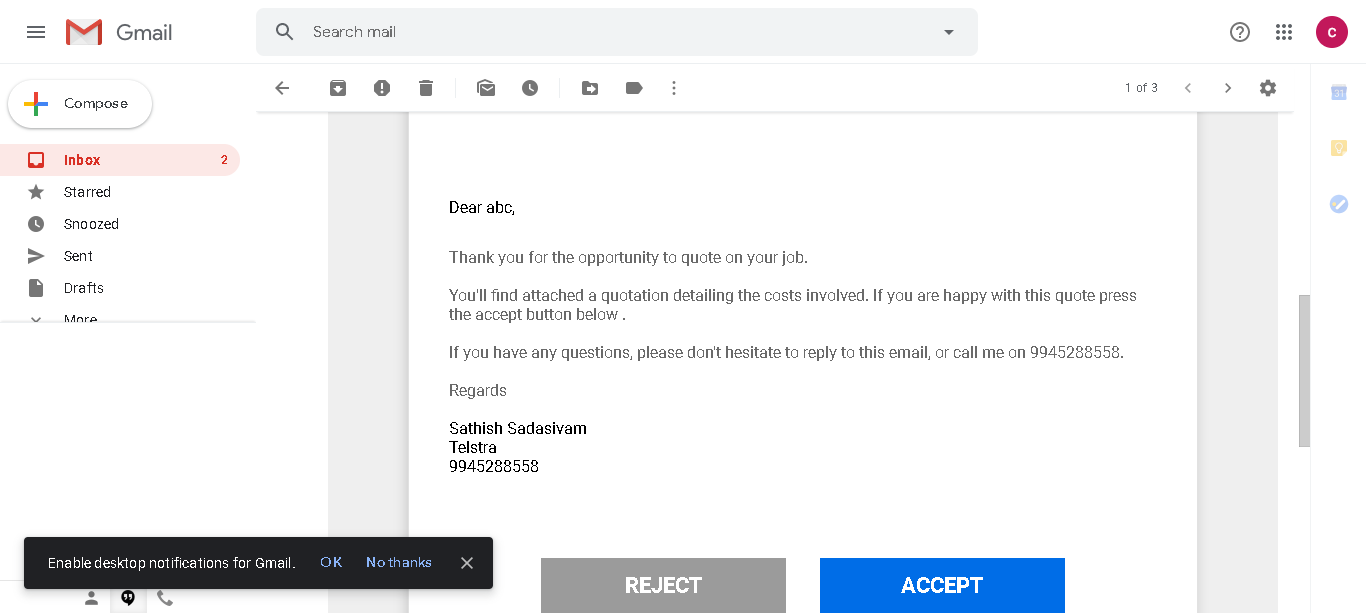 Gmail
Search mail
C
Compose
1 of 3
31
Inbox 2
Starred
Snoozed
Sent
Drafts
More
Dear abc,
Thank you for the opportunity to quote on your job.
You'll find attached a quotation detailing the costs involved. If you are happy with this quote press
the accept button below .
If you have any questions, please don't hesitate to reply to this email, or call me on 9945288558.
Regards
Sathish Sadasivam
Telstra
9945288558
REJECT ACCEPT
Enable desktop notifications for Gmail. OK No thanks